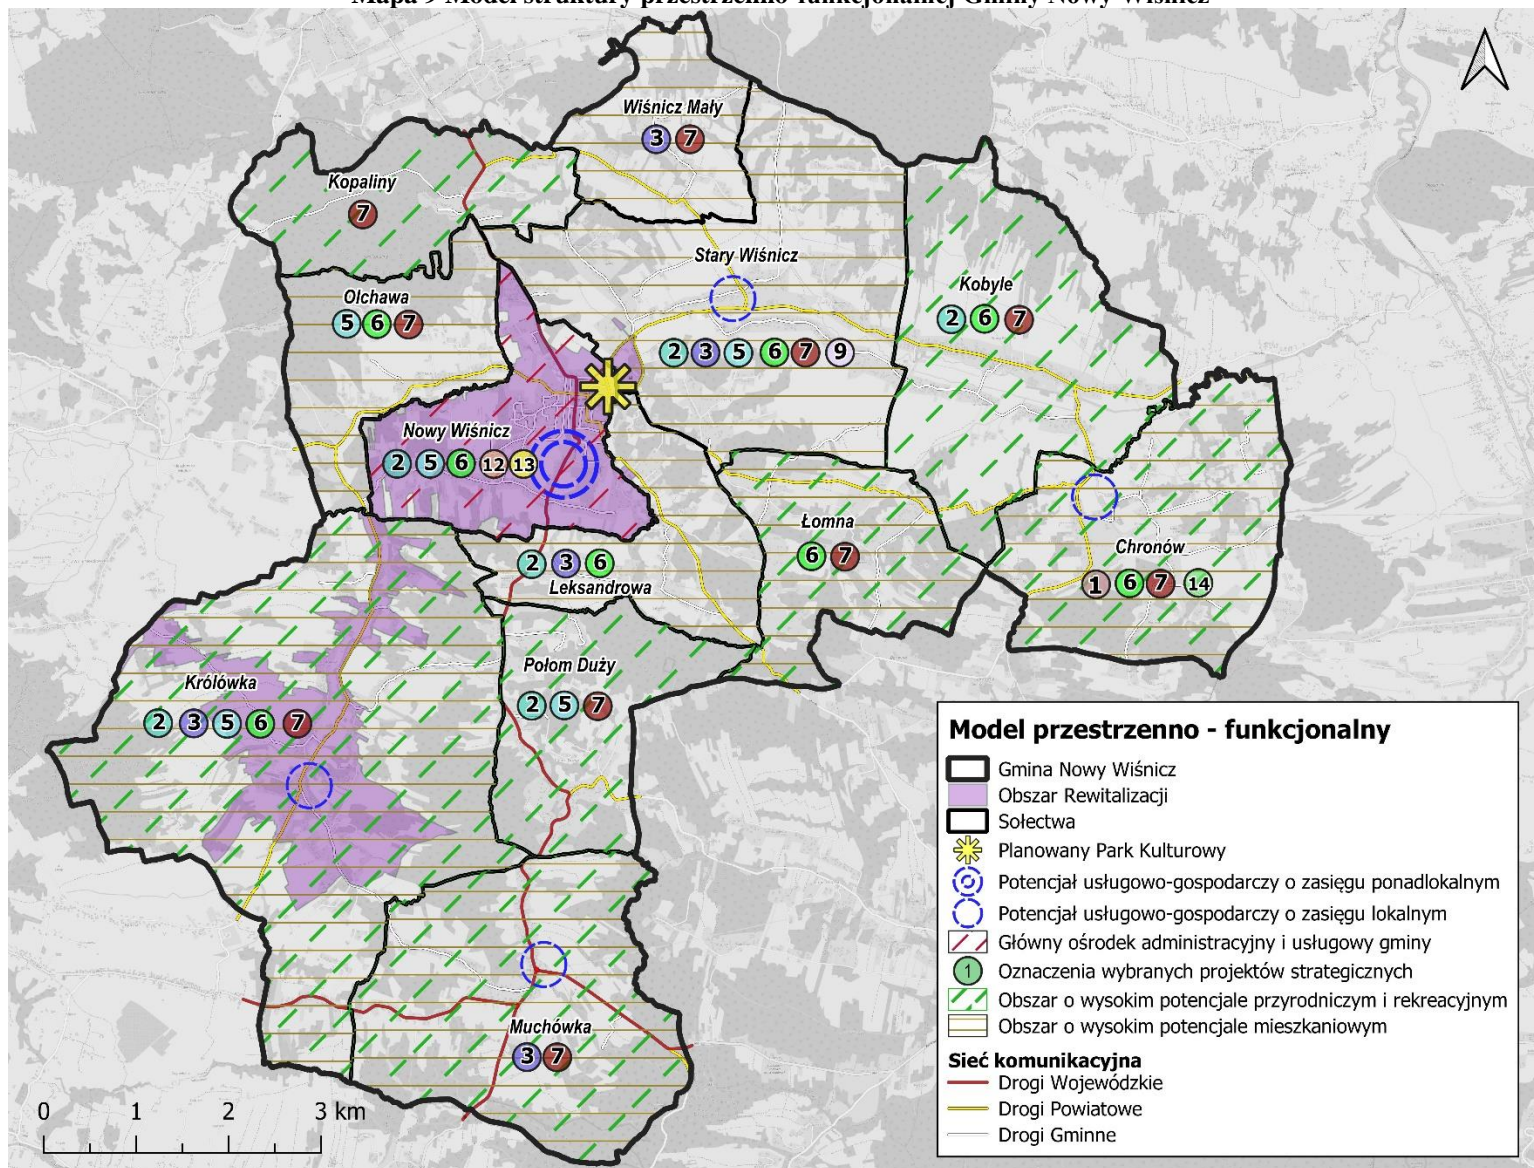 Mapa 9 Model struktury przestrzenno-funkcjonalnej Gminy Nowy Wiśnicz
Wiśnicz Mały
3 7
Kopaliny
7
Stary Wiśnicz
2 3 5 6 7 9
Kobyle
2 6 7
Olchawa
5 6 7
Nowy Wiśnicz
2 5 6 12 13
Łomna
6 7
Chronów
1 6 7 14
2 3 6
Leksandrowa
Połom Duży
2 5 7
Królówka
2 3 5 6 7
Muchówka
3 7
0 1 2 3 km
Model przestrzenno - funkcjonalny
Gmina Nowy Wiśnicz
Obszar Rewitalizacji
Sołectwa
Planowany Park Kulturowy
Potencjał usługowo-gospodarczy o zasięgu ponadlokalnym
Potencjał usługowo-gospodarczy o zasięgu lokalnym
Główny ośrodek administracyjny i usługowy gminy
1 Oznaczenia wybranych projektów strategicznych
Obszar o wysokim potencjale przyrodniczym i rekreacyjnym
Obszar o wysokim potencjale mieszkaniowym
Sieć komunikacyjna
Drogi Wojewódzkie
Drogi Powiatowe
Drogi Gminne